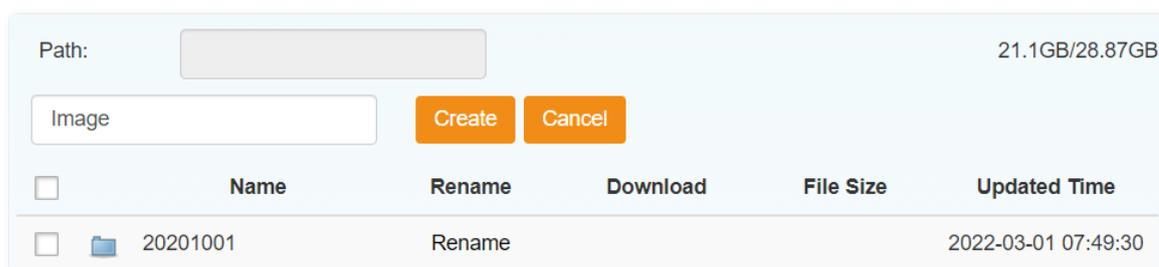 Path: 21.1GB/28.87GB
Image Create Cancel
Name Rename Download File Size Updated Time
20201001 Rename 2022-03-01 07:49:30